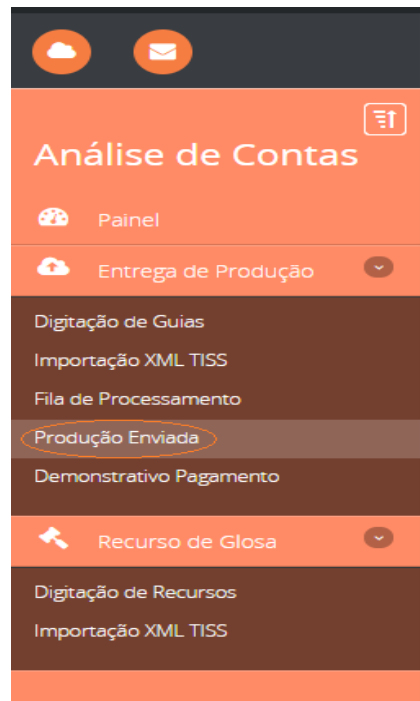 Análise de Contas
Painel
Entrega de Produção
Digitação de Guias
Importação XML TISS
Fila de Processamento
Produção Enviada
Demonstrativo Pagamento
Recurso de Glosa
Digitação de Recursos
Importação XML TISS